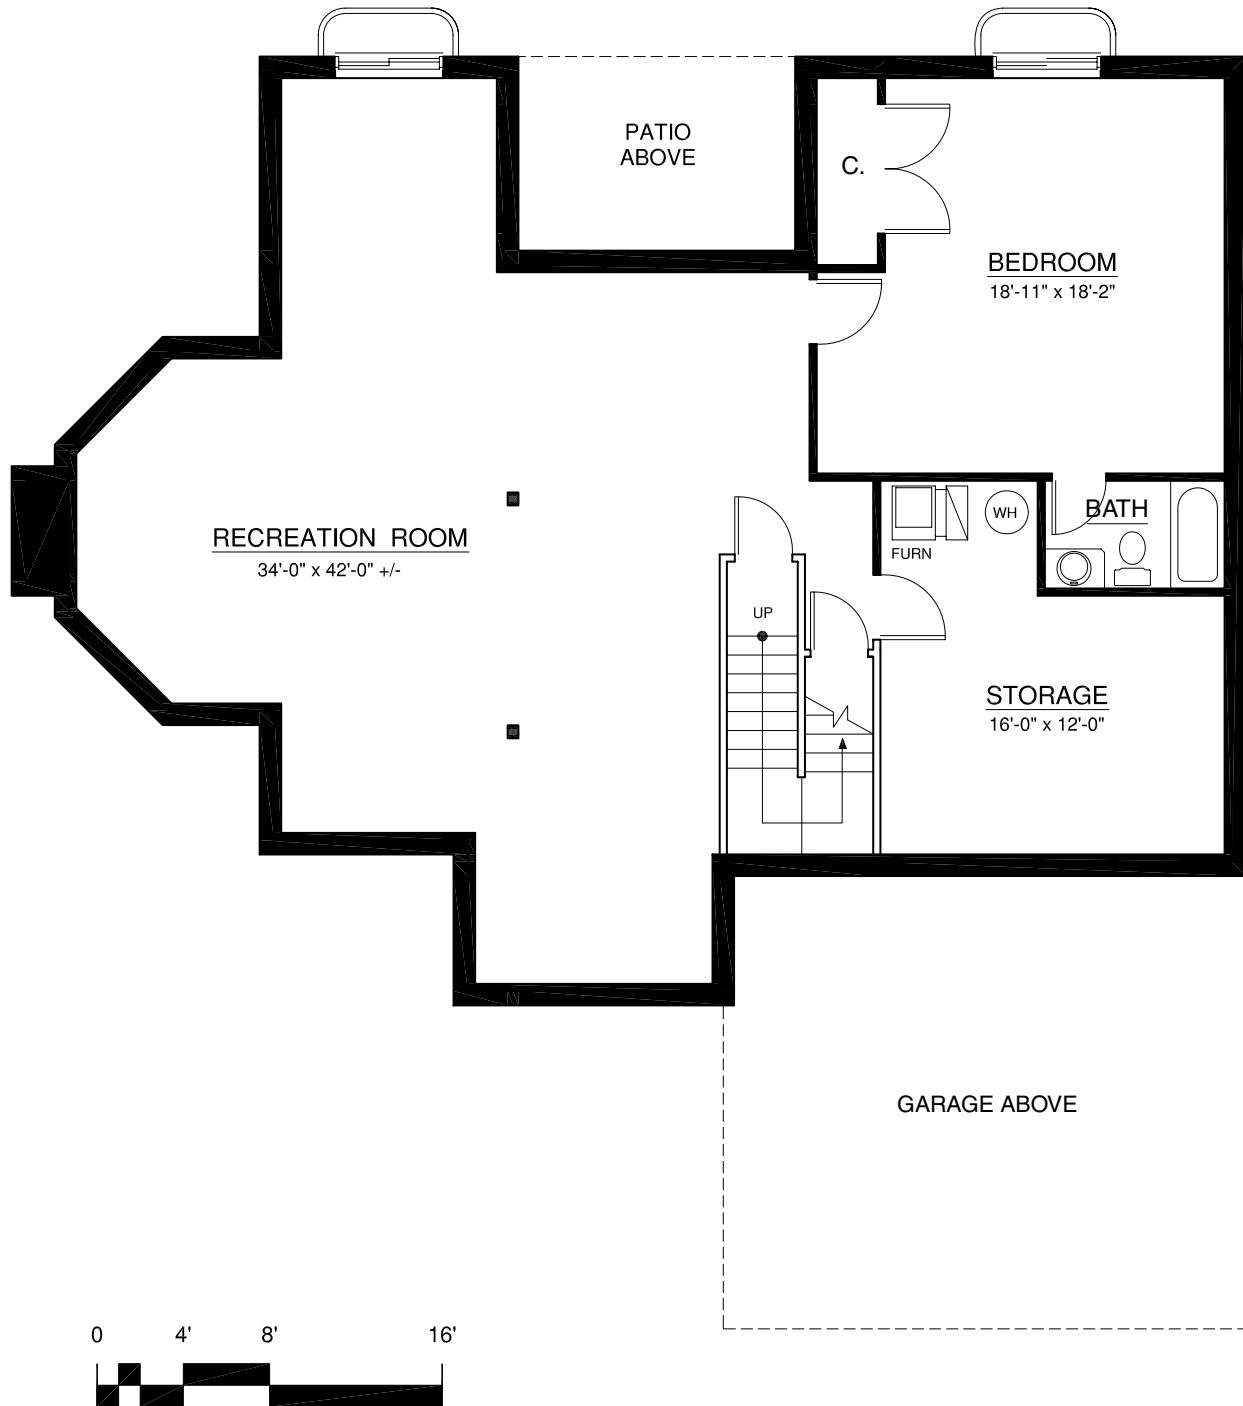 PATIO
ABOVE
C.
BEDROOM
18'-11" x 18'-2"
RECREATION ROOM
34'-0" x 42'-0" +/-
FURN
WH
BATH
UP
STORAGE
16'-0" x 12'-0"
GARAGE ABOVE
0 4' 8' 16'